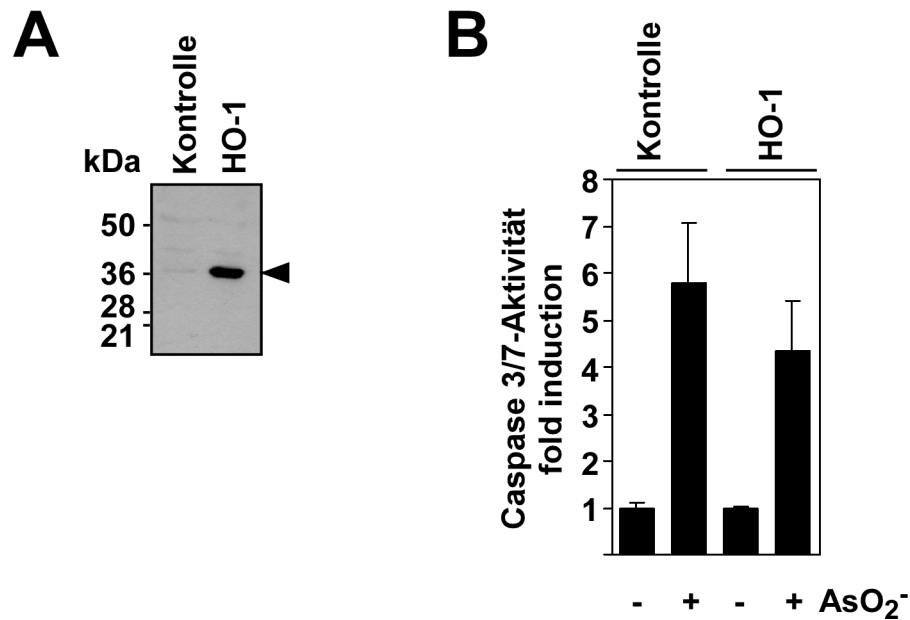 A
Kontrolle
HO-1
kDa
50
36
28
21
B
Kontrolle
HO-1
Caspase 3/7-Aktivität
fold induction
8
7
6
5
4
3
2
1
- + - + AsO₂⁻